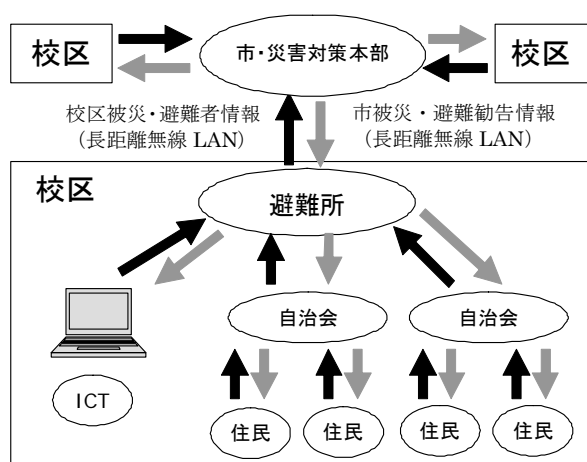 校区
市・災害対策本部
校区
校区被災・避難者情報
（長距離無線 LAN）
市被災・避難勧告情報
（長距離無線 LAN）
校区
避難所
自治会
自治会
ICT
住民
住民
住民
住民